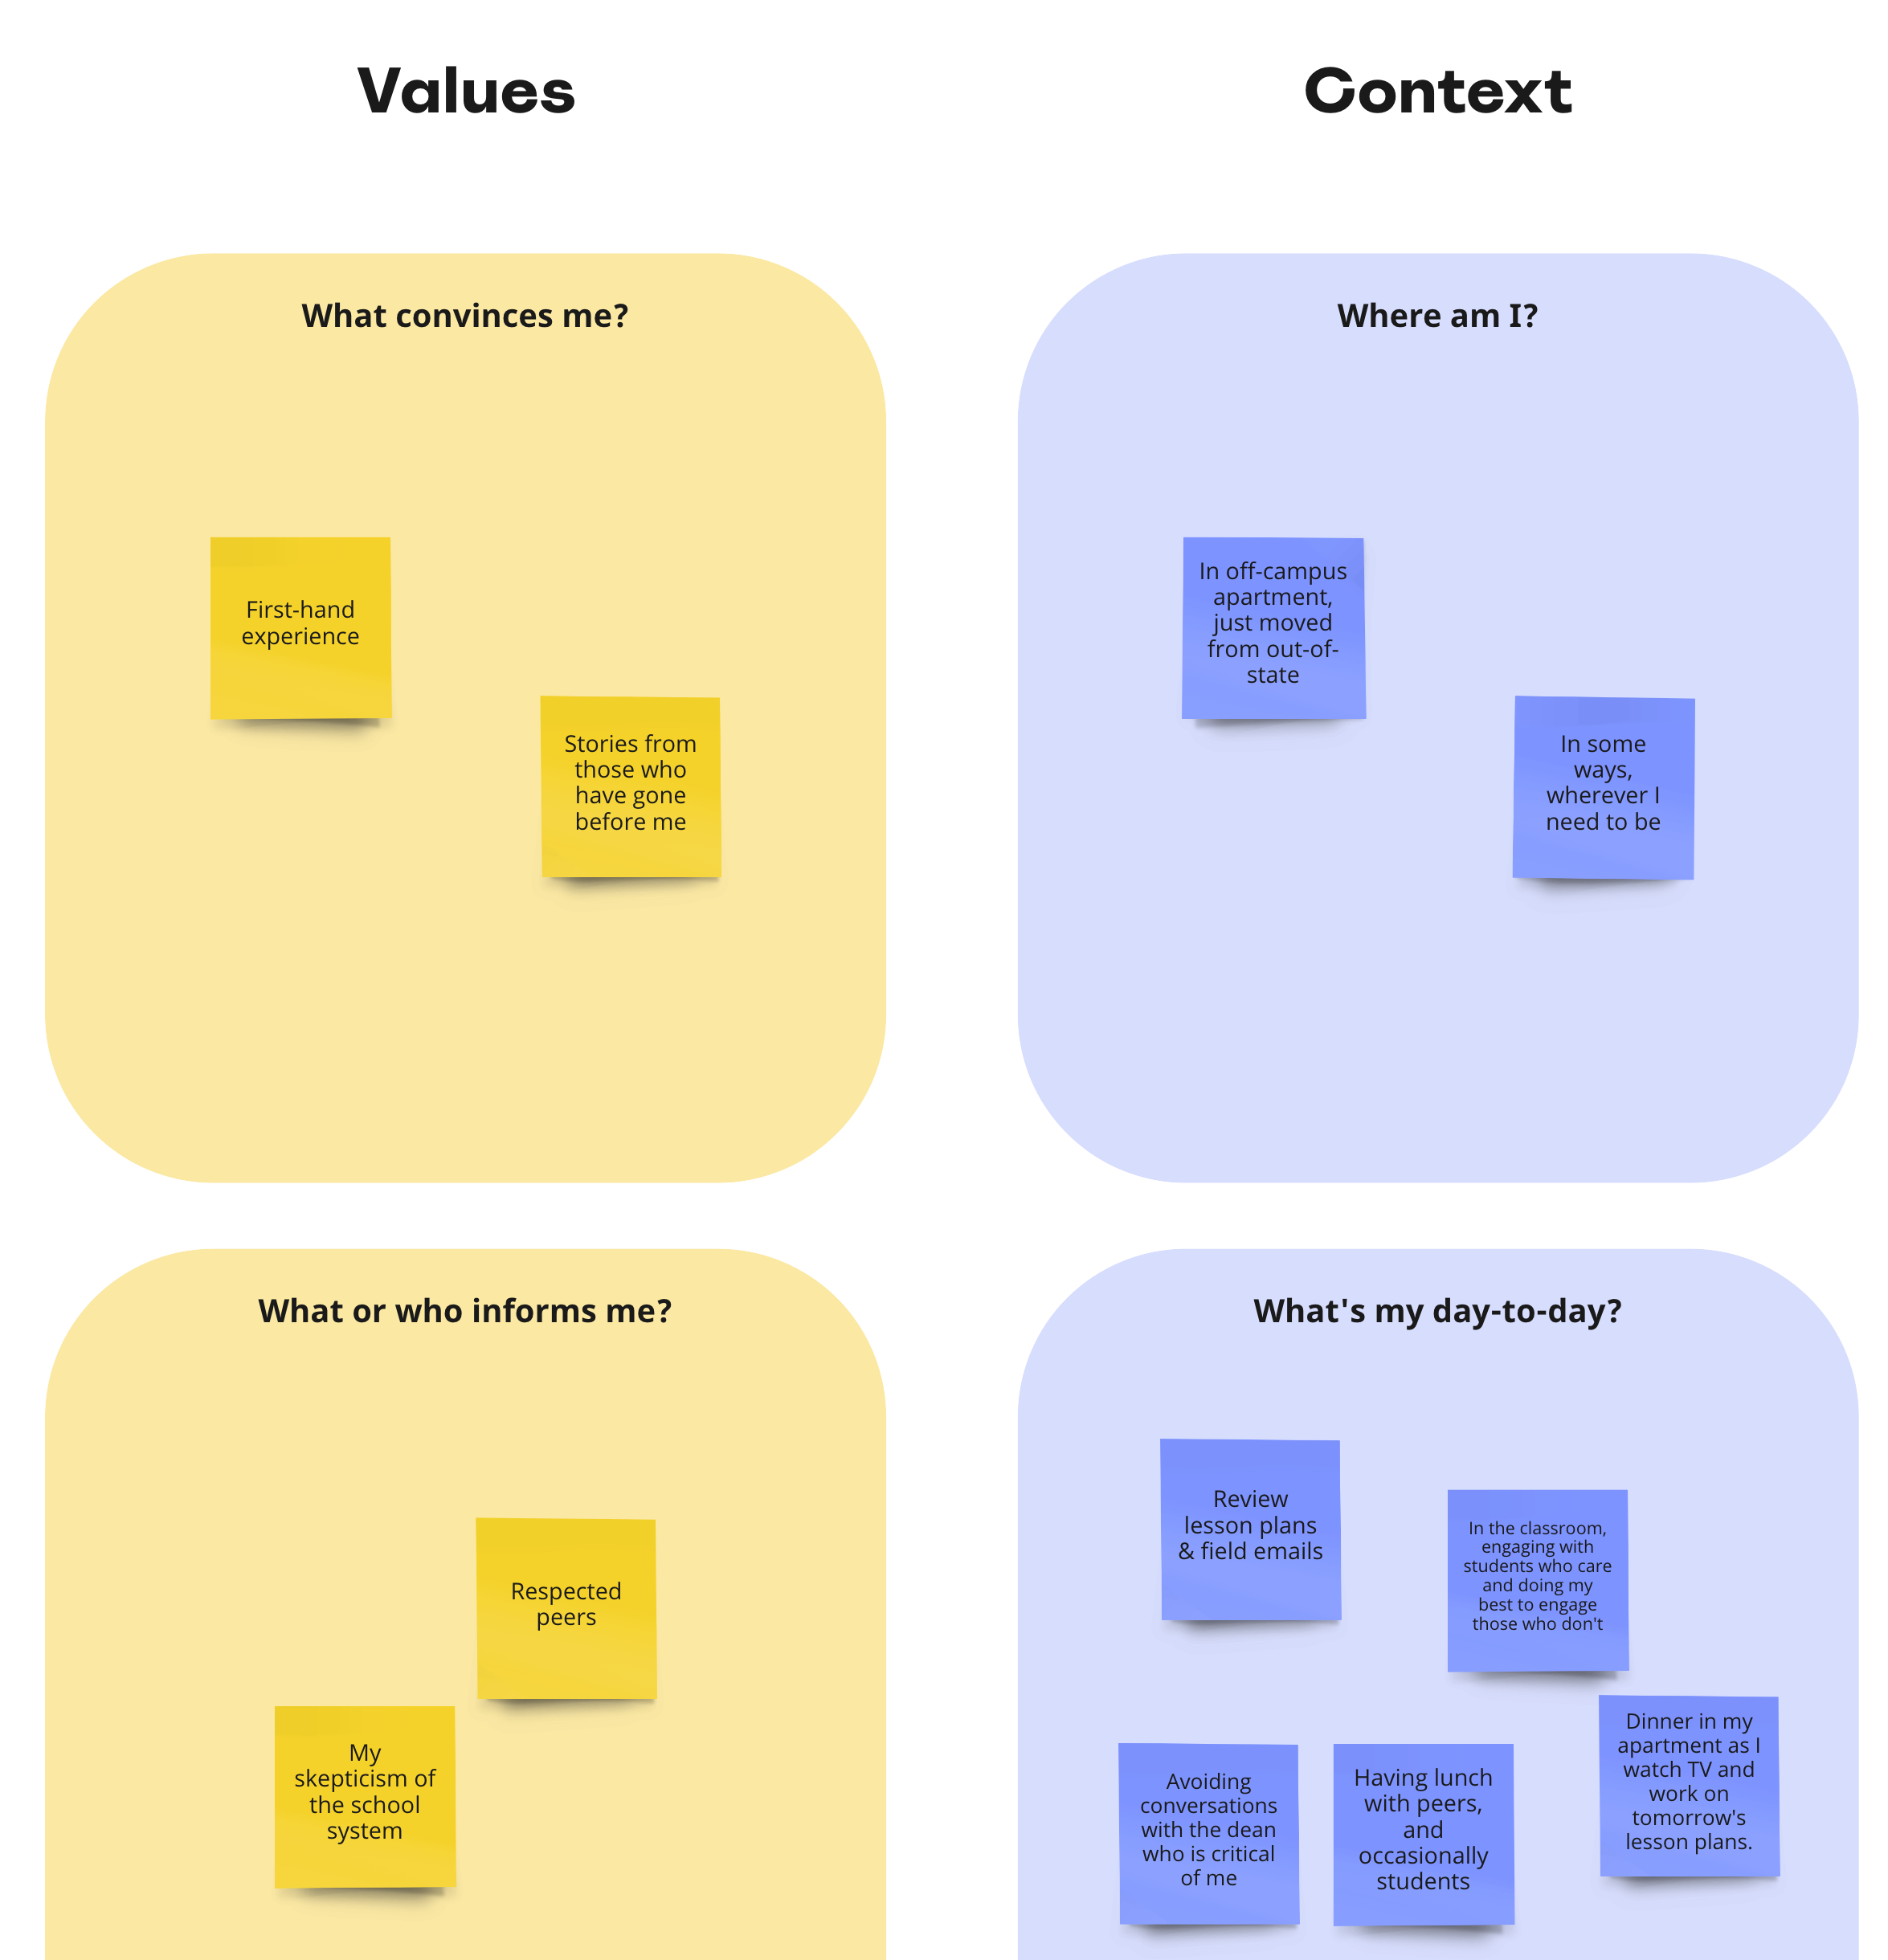 Values
Context
What convinces me?
First-hand
experience
Stories from
those who
have gone
before me
Where am I?
In off-campus
apartment,
just moved
from out-of-
state
In some
ways,
wherever I
need to be
What or who informs me?
Respected
peers
My
skepticism of
the school
system
What's my day-to-day?
Review
lesson plans
& field emails
In the classroom,
engaging with
students who care
and doing my
best to engage
those who don't
Avoiding
conversations
with the dean
who is critical
of me
Having lunch
with peers,
and
occasionally
students
Dinner in my
apartment as I
watch TV and
work on
tomorrow's
lesson plans.